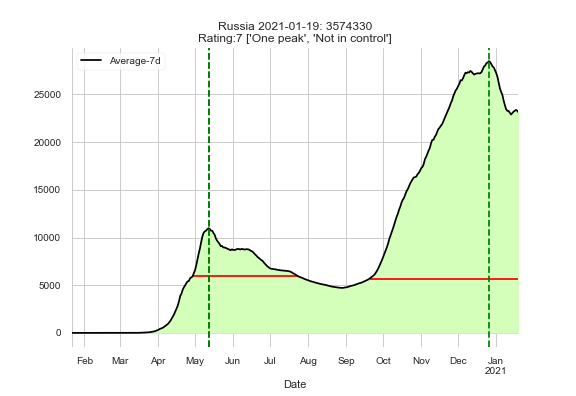 Russia 2021-01-19: 3574330
Rating:7 ['One peak', 'Not in control']
Average-7d
25000
20000
15000
10000
5000
0
Feb Mar Apr May Jun Jul Aug Sep Oct Nov Dec Jan
2021
Date